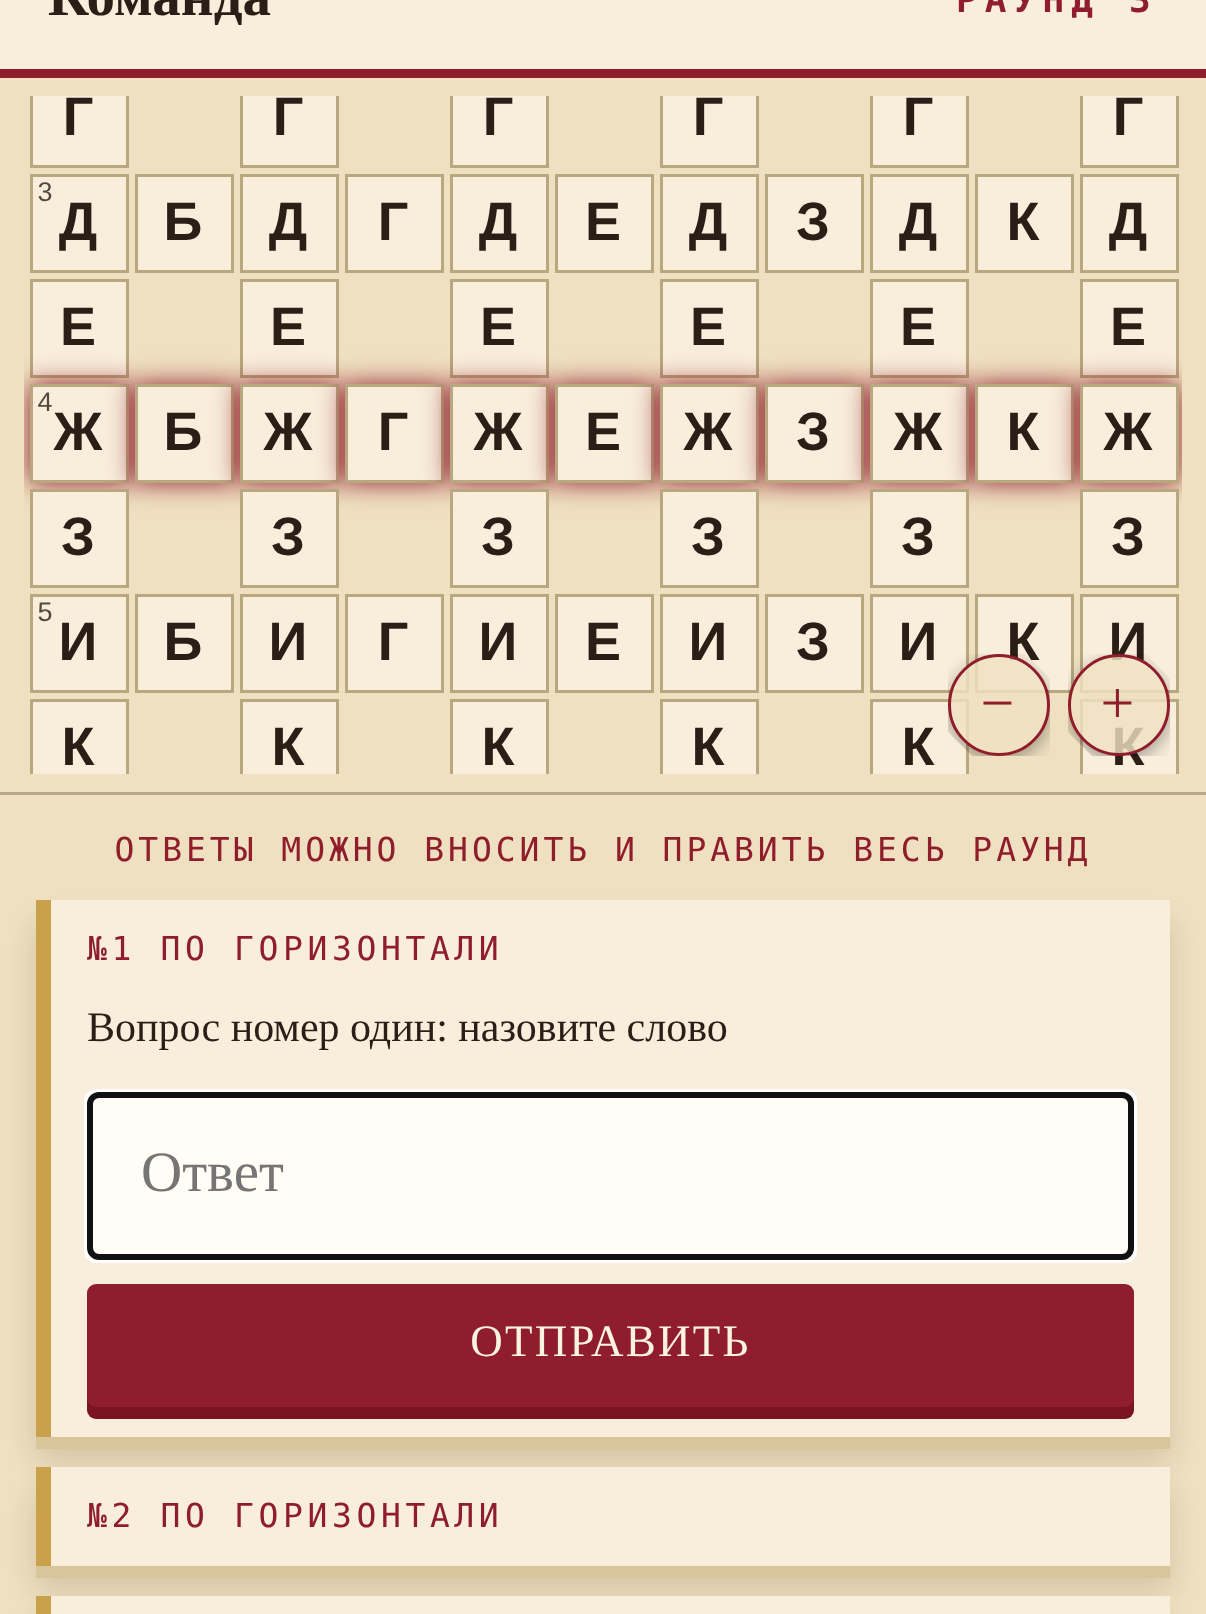 Команда РАУНД 3
Г Г Г Г Г Г
3 Д Б Д Г Д Е Д З Д К Д
Е Е Е Е Е Е
4 Ж Б Ж Г Ж Е Ж З Ж К Ж
З З З З З З
5 И Б И Г И Е И З И К И
К К К К К К
− +
ОТВЕТЫ МОЖНО ВНОСИТЬ И ПРАВИТЬ ВЕСЬ РАУНД
№1 ПО ГОРИЗОНТАЛИ
Вопрос номер один: назовите слово
Ответ
ОТПРАВИТЬ
№2 ПО ГОРИЗОНТАЛИ